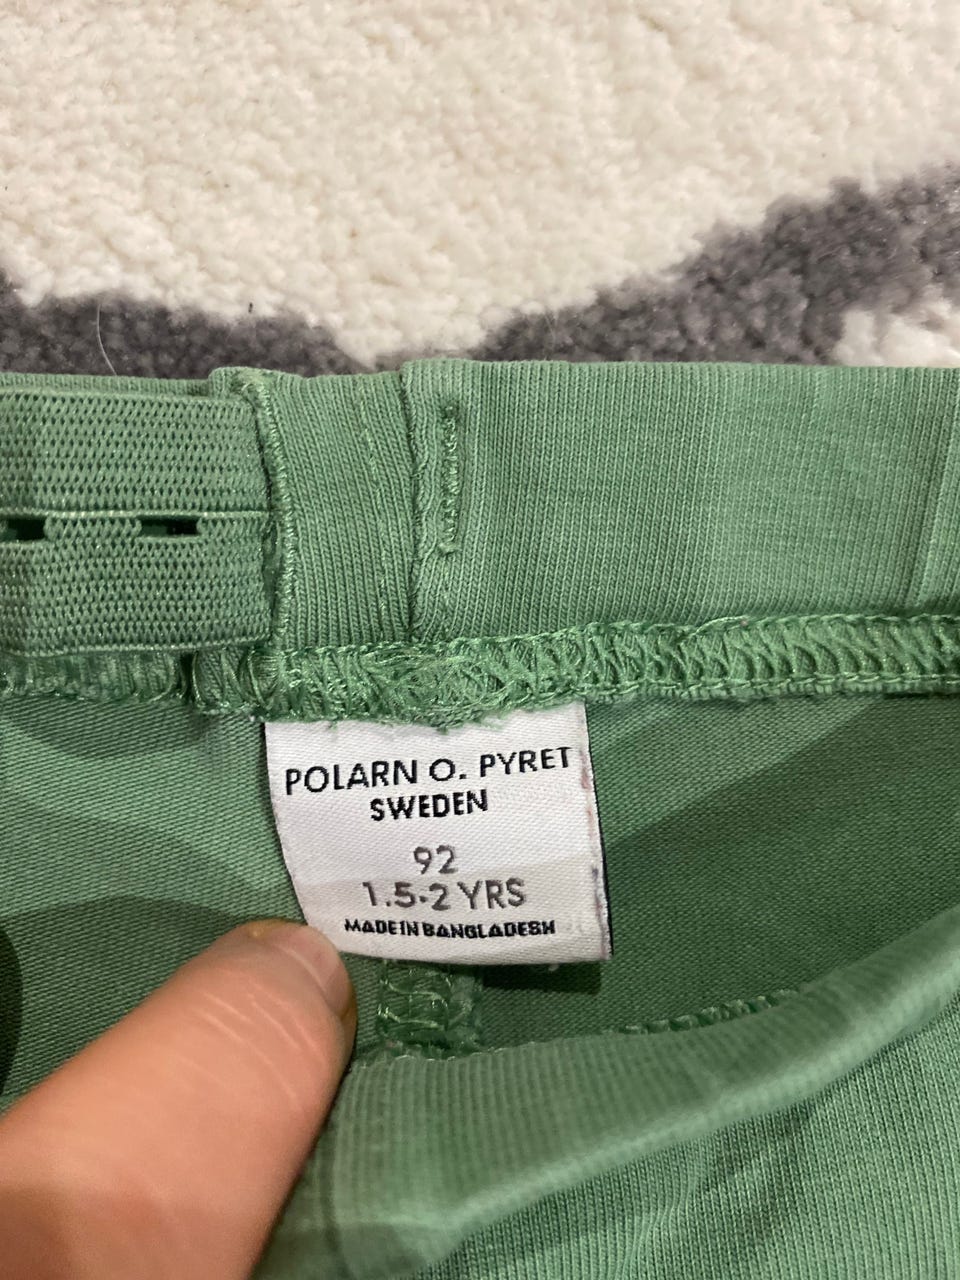 POLARN O. PYRET
SWEDEN
92
1.5-2 YRS
MADE IN BANGLADESH